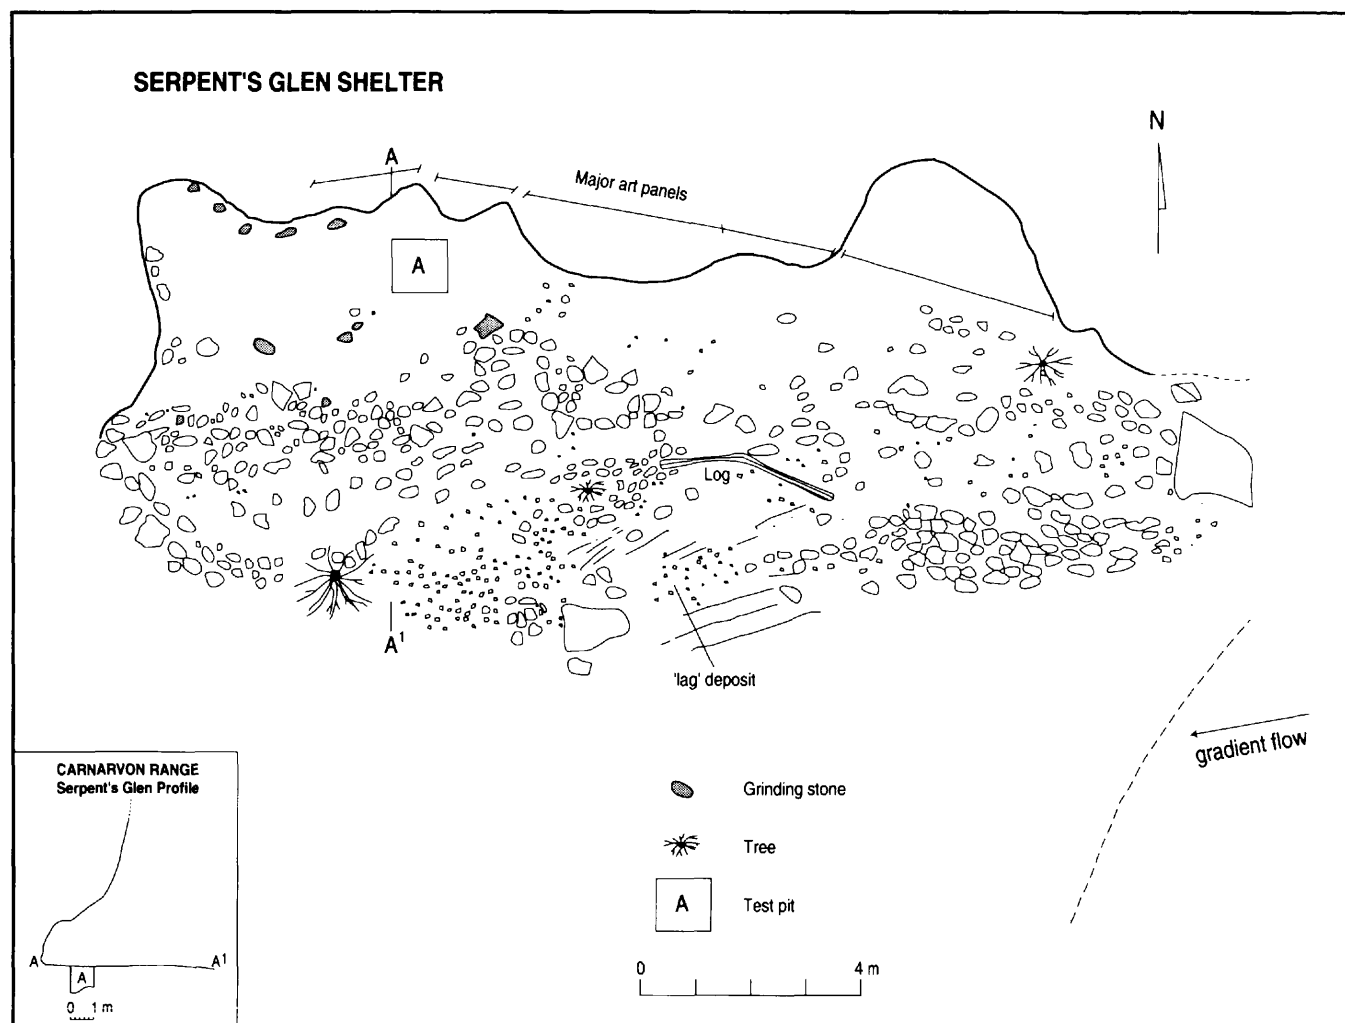 SERPENT'S GLEN SHELTER
N
A
Major art panels
A
Log
A¹
'lag' deposit
gradient flow
CARNARVON RANGE
Serpent's Glen Profile
A
A¹
A
0 1 m
Grinding stone
Tree
A
Test pit
0
4 m